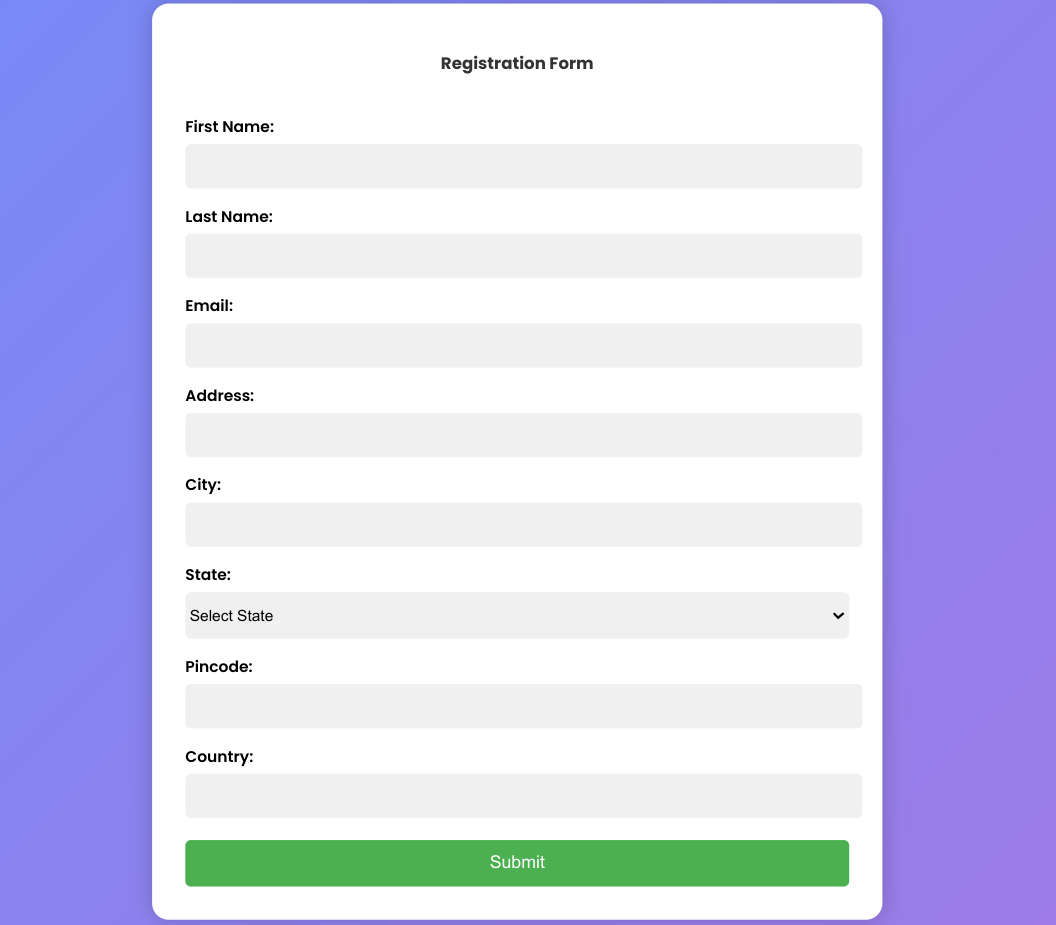 Registration Form
First Name:
Last Name:
Email:
Address:
City:
State:
Select State
Pincode:
Country:
Submit